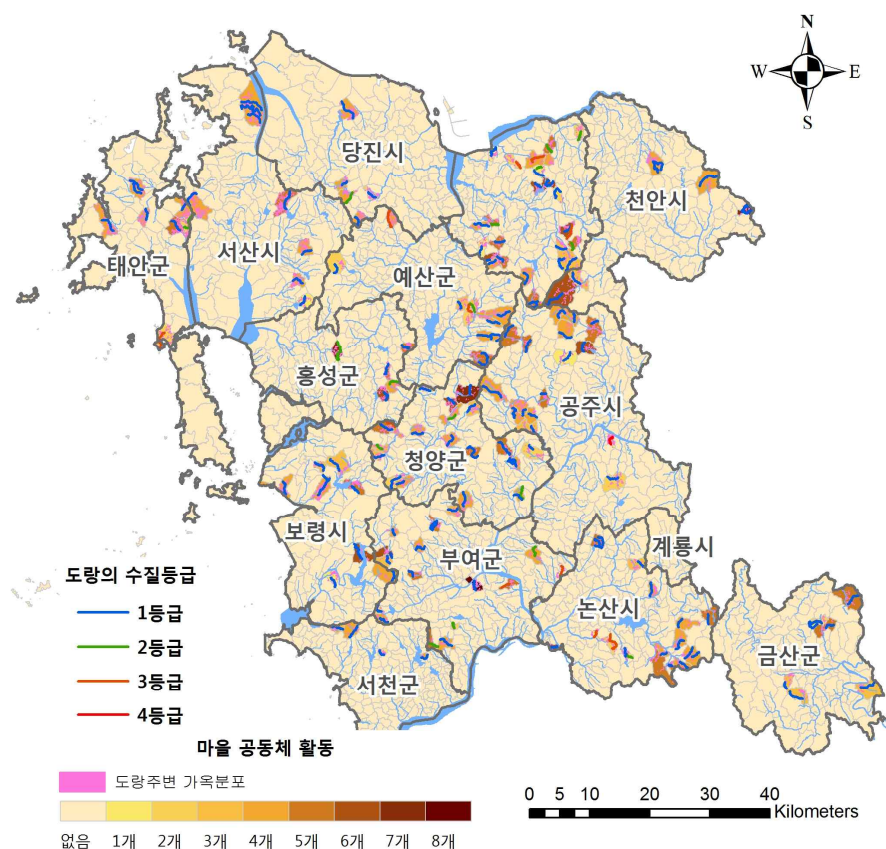 N
W E
S
당진시
천안시
서산시
태안군
예산군
홍성군
공주시
청양군
보령시
부여군
계룡시
논산시
금산군
서천군
도랑의 수질등급
1등급
2등급
3등급
4등급
마을 공동체 활동
도랑주변 가옥분포
없음 1개 2개 3개 4개 5개 6개 7개 8개
0 5 10 20 30 40
Kilometers